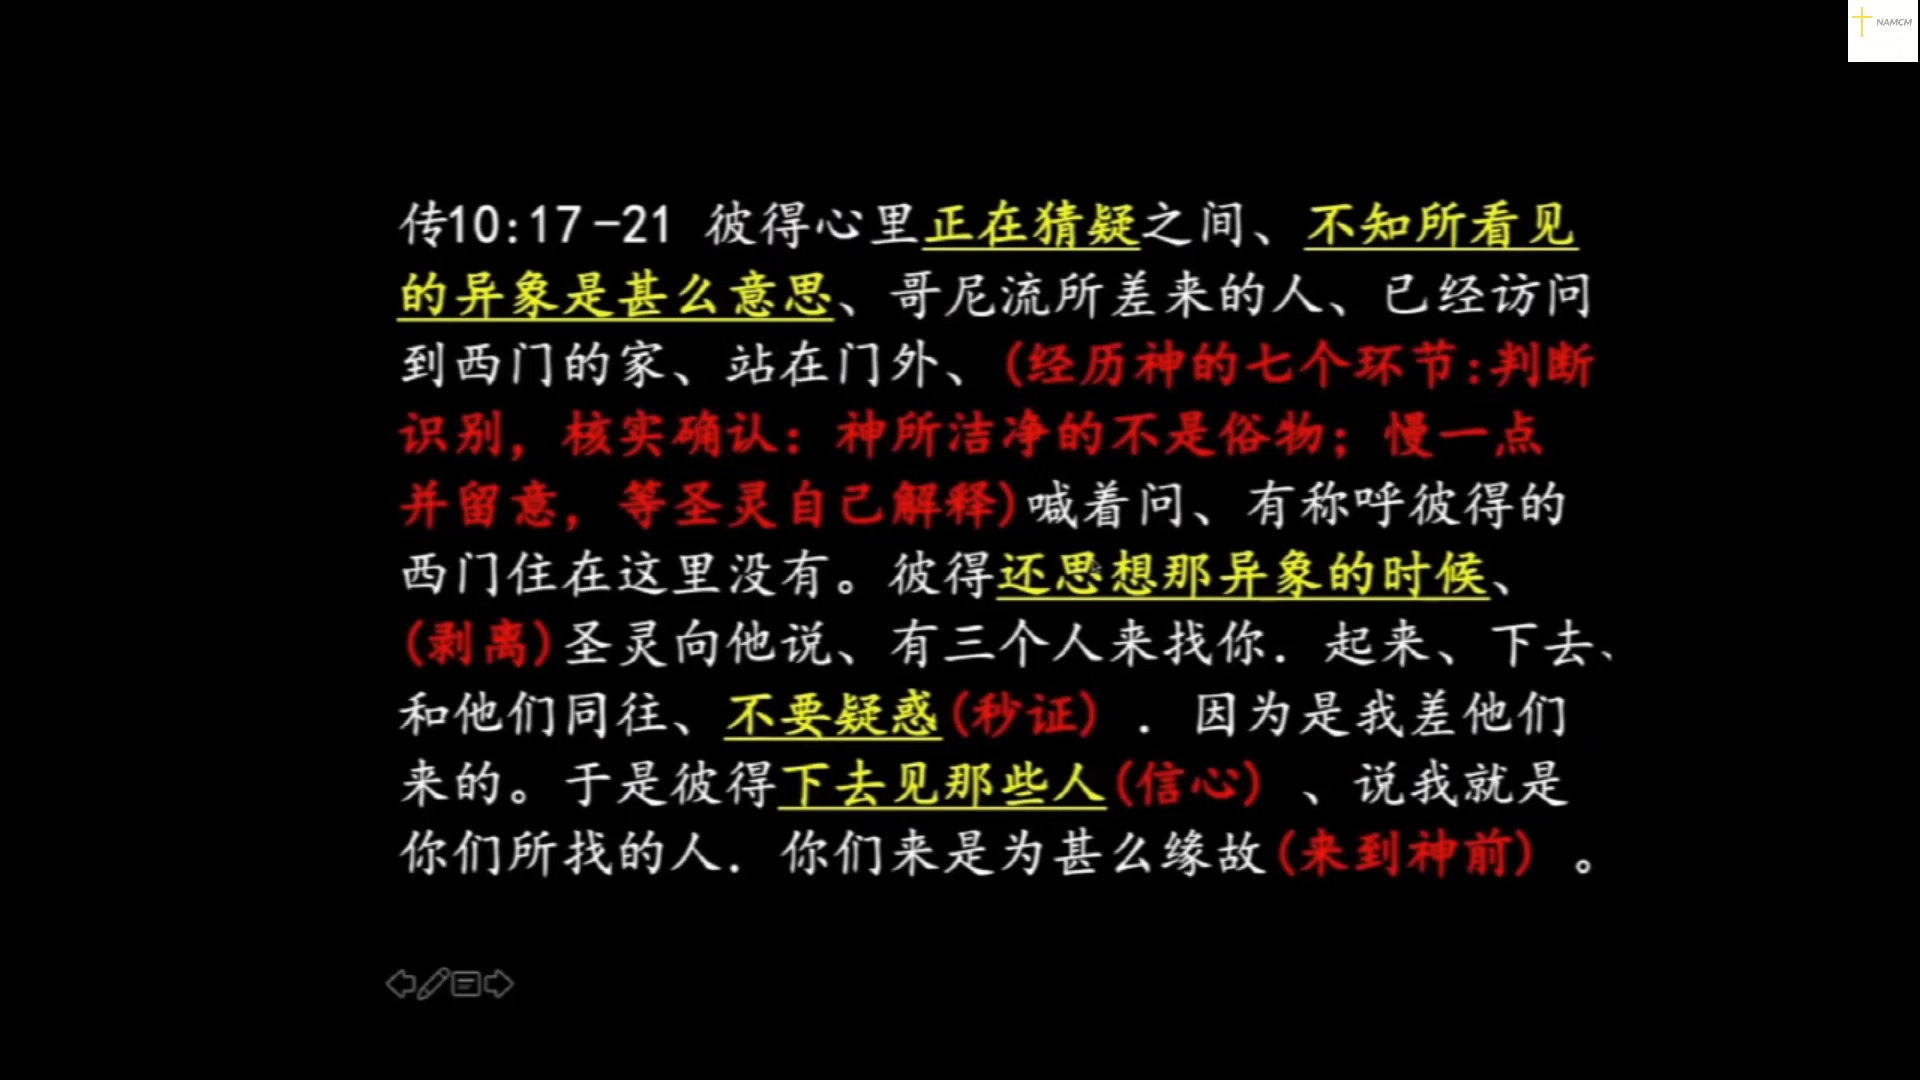 NAMCM
传10:17-21 彼得心里正在猜疑之间、不知所看见
的异象是甚么意思、哥尼流所差来的人、已经访问
到西门的家、站在门外、(经历神的七个环节:判断
识别，核实确认：神所洁净的不是俗物；慢一点
并留意，等圣灵自己解释)喊着问、有称呼彼得的
西门住在这里没有。彼得还思想那异象的时候、
(剥离)圣灵向他说、有三个人来找你．起来、下去、
和他们同往、不要疑惑(秒证)．因为是我差他们
来的。于是彼得下去见那些人(信心)、说我就是
你们所找的人．你们来是为甚么缘故(来到神前)。